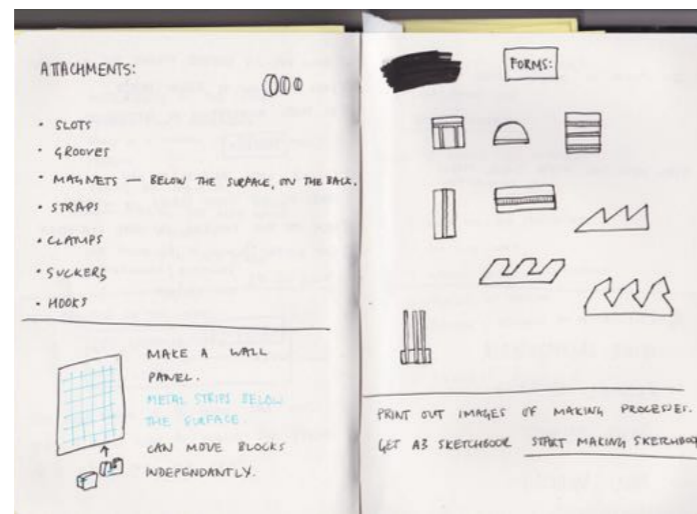 ATTACHMENTS:
• SLOTS
• GROOVES
• MAGNETS — BELOW THE SURFACE, ON THE BACK.
• STRAPS
• CLAMPS
• SUCKERS
• HOOKS
MAKE A WALL
PANEL.
METAL STRIPS BELOW
THE SURFACE.
CAN MOVE BLOCKS
INDEPENDANTLY.
FORMS:
PRINT OUT IMAGES OF MAKING PROCESSES.
GET A3 SKETCHBOOK START MAKING SKETCHBOO